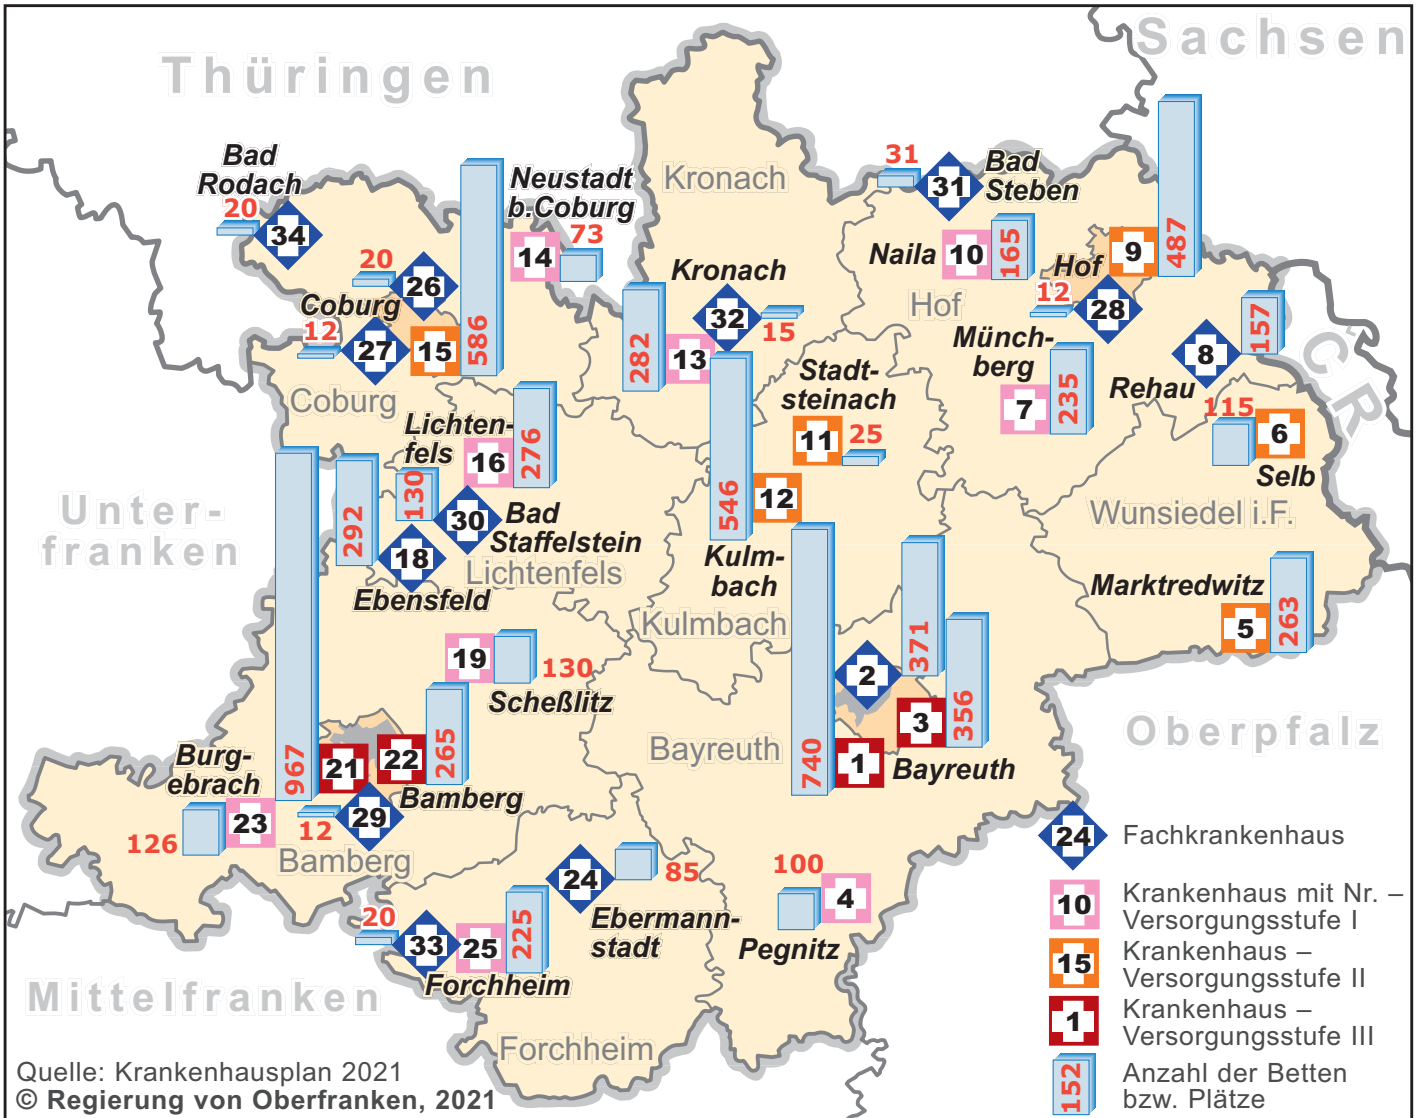 Sachsen
Thüringen
Bad
Rodach
20
34
Neustadt
b.Coburg
14
73
Kronach
31
31
Bad
Steben
Naila
10
165
9
487
Hof
12
28
Hof
20
26
Coburg
12
27
15
586
Coburg
Kronach
282
13
32
15
Münch-
berg
7
235
8
157
Rehau
ČR
115
6
Selb
Stadt-
steinach
11
25
Lichten-
fels
16
276
546
12
Kulm-
bach
Kulmbach
Wunsiedel i.F.
Unter-
franken
967
292
130
30
Bad
Staffelstein
18
Ebensfeld
Lichtenfels
Marktredwitz
5
263
19
130
Scheßlitz
740
2
371
3
356
1
Bayreuth
Bayreuth
Oberpfalz
Burg-
ebrach
126
23
21
22
265
Bamberg
12
29
Bamberg
24
85
Ebermann-
stadt
100
4
Pegnitz
20
33
25
225
Forchheim
Forchheim
Mittelfranken
24
Fachkrankenhaus
10
Krankenhaus mit Nr. –
Versorgungsstufe I
15
Krankenhaus –
Versorgungsstufe II
1
Krankenhaus –
Versorgungsstufe III
152
Anzahl der Betten
bzw. Plätze
Quelle: Krankenhausplan 2021
© Regierung von Oberfranken, 2021